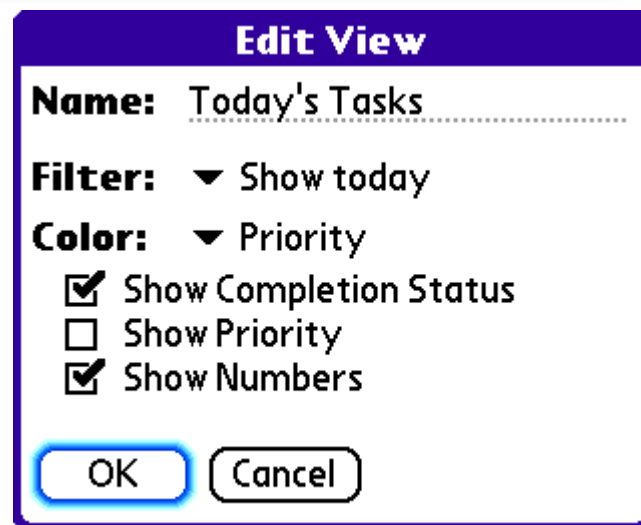 Edit View
Name: Today's Tasks
Filter: Show today
Color: Priority
Show Completion Status
Show Priority
Show Numbers
OK Cancel